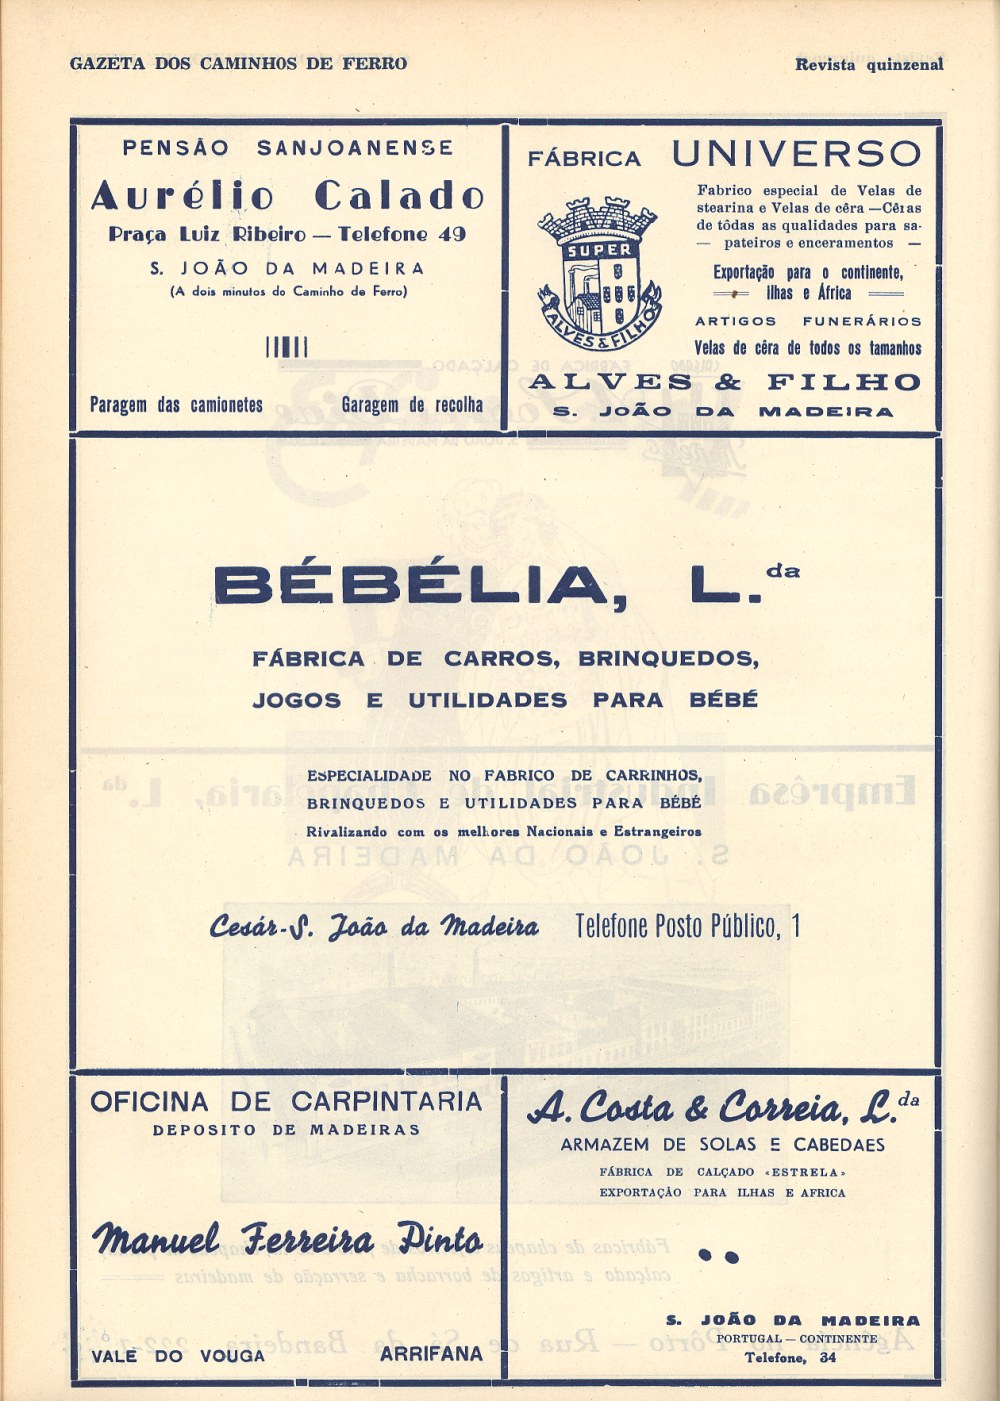 GAZETA DOS CAMINHOS DE FERRO
Revista quinzenal
PENSÃO SANJOANENSE
Aurélio Calado
Praça Luiz Ribeiro — Telefone 49
S. JOÃO DA MADEIRA
(A dois minutos do Caminho de Ferro)
Paragem das camionetes
Garagem de recolha
FÁBRICA UNIVERSO
SUPER
ALVES & FILHO
Fabrico especial de Velas de
stearina e Velas de cêra — Cêras
de tôdas as qualidades para sa-
— pateiros e enceramentos —
Exportação para o continente,
Ilhas e África
ARTIGOS FUNERÁRIOS
Velas de cêra de todos os tamanhos
ALVES & FILHO
S. JOÃO DA MADEIRA
BÉBÉLIA, L.da
FÁBRICA DE CARROS, BRINQUEDOS,
JOGOS E UTILIDADES PARA BÉBÉ
ESPECIALIDADE NO FABRICO DE CARRINHOS,
BRINQUEDOS E UTILIDADES PARA BÉBÉ
Rivalizando com os melhores Nacionais e Estrangeiros
Cesár-S. João da Madeira Telefone Posto Público, 1
OFICINA DE CARPINTARIA
DEPOSITO DE MADEIRAS
Manuel Ferreira Pinto
VALE DO VOUGA ARRIFANA
A. Costa & Correia, L.da
ARMAZEM DE SOLAS E CABEDAES
FÁBRICA DE CALÇADO «ESTRELA»
EXPORTAÇÃO PARA ILHAS E AFRICA
S. JOÃO DA MADEIRA
PORTUGAL — CONTINENTE
Telefone, 34